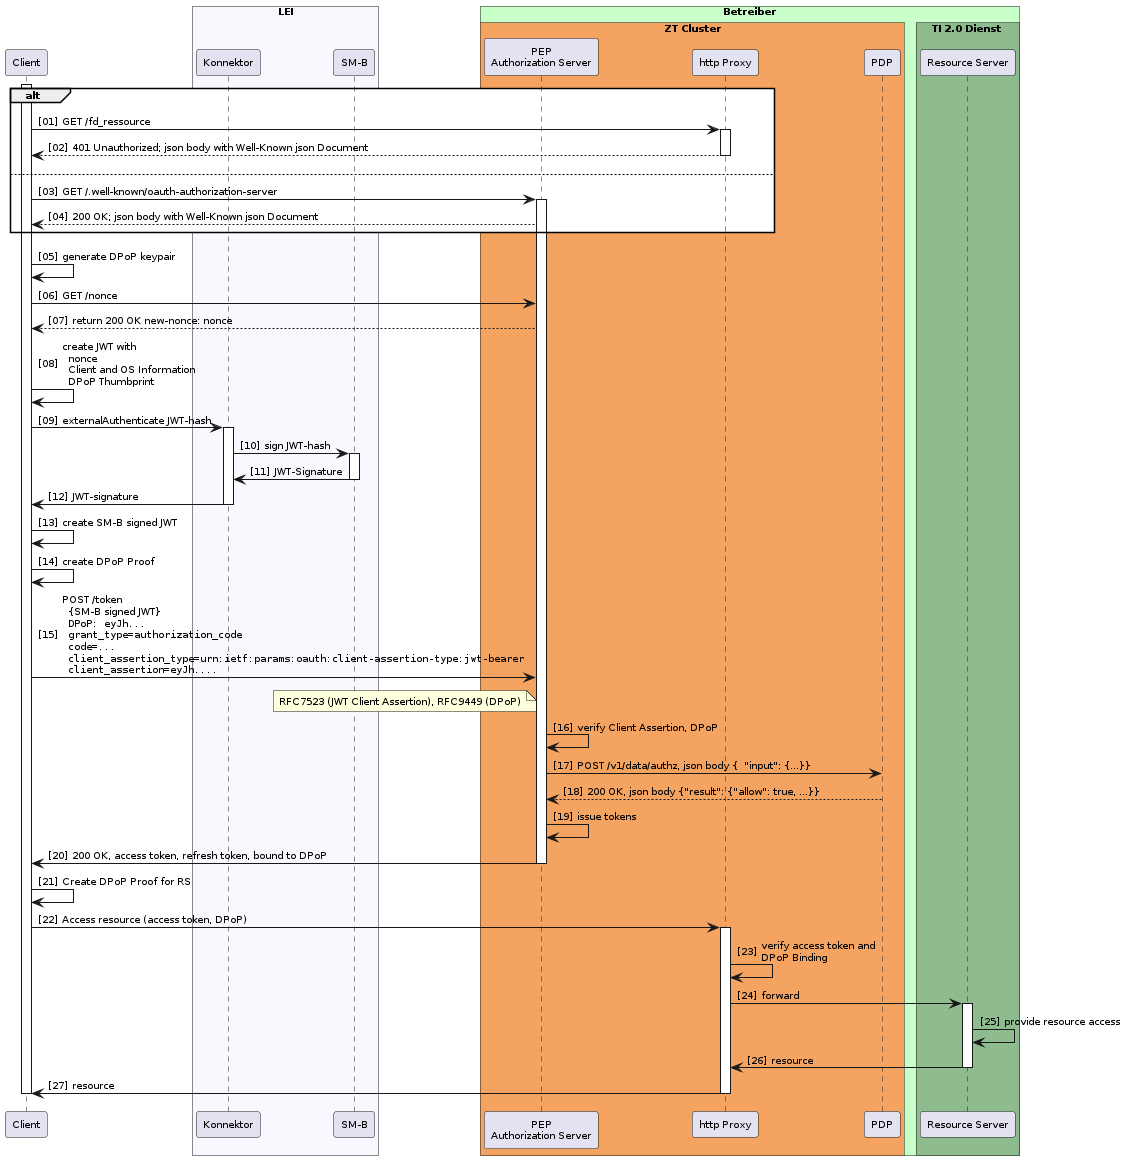 LEI
Betreiber
ZT Cluster
TI 2.0 Dienst
Client
Konnektor
SM-B
PEP
Authorization Server
http Proxy
PDP
Resource Server
alt
[01] GET /fd_ressource
[02] 401 Unauthorized; json body with Well-Known json Document
[03] GET /.well-known/oauth-authorization-server
[04] 200 OK; json body with Well-Known json Document
[05] generate DPoP keypair
[06] GET /nonce
[07] return 200 OK new-nonce: nonce
[08] create JWT with
nonce
Client and OS Information
DPoP Thumbprint
[09] externalAuthenticate JWT-hash
[10] sign JWT-hash
[11] JWT-Signature
[12] JWT-signature
[13] create SM-B signed JWT
[14] create DPoP Proof
[15] POST /token
{SM-B signed JWT}
DPoP: eyJh...
grant_type=authorization_code
code=...
client_assertion_type=urn:ietf:params:oauth:client-assertion-type:jwt-bearer
client_assertion=eyJh....
RFC7523 (JWT Client Assertion), RFC9449 (DPoP)
[16] verify Client Assertion, DPoP
[17] POST /v1/data/authz, json body { "input": {...}}
[18] 200 OK, json body {"result": {"allow": true, ...}}
[19] issue tokens
[20] 200 OK, access token, refresh token, bound to DPoP
[21] Create DPoP Proof for RS
[22] Access resource (access token, DPoP)
[23] verify access token and
DPoP Binding
[24] forward
[25] provide resource access
[26] resource
[27] resource
Client
Konnektor
SM-B
PEP
Authorization Server
http Proxy
PDP
Resource Server